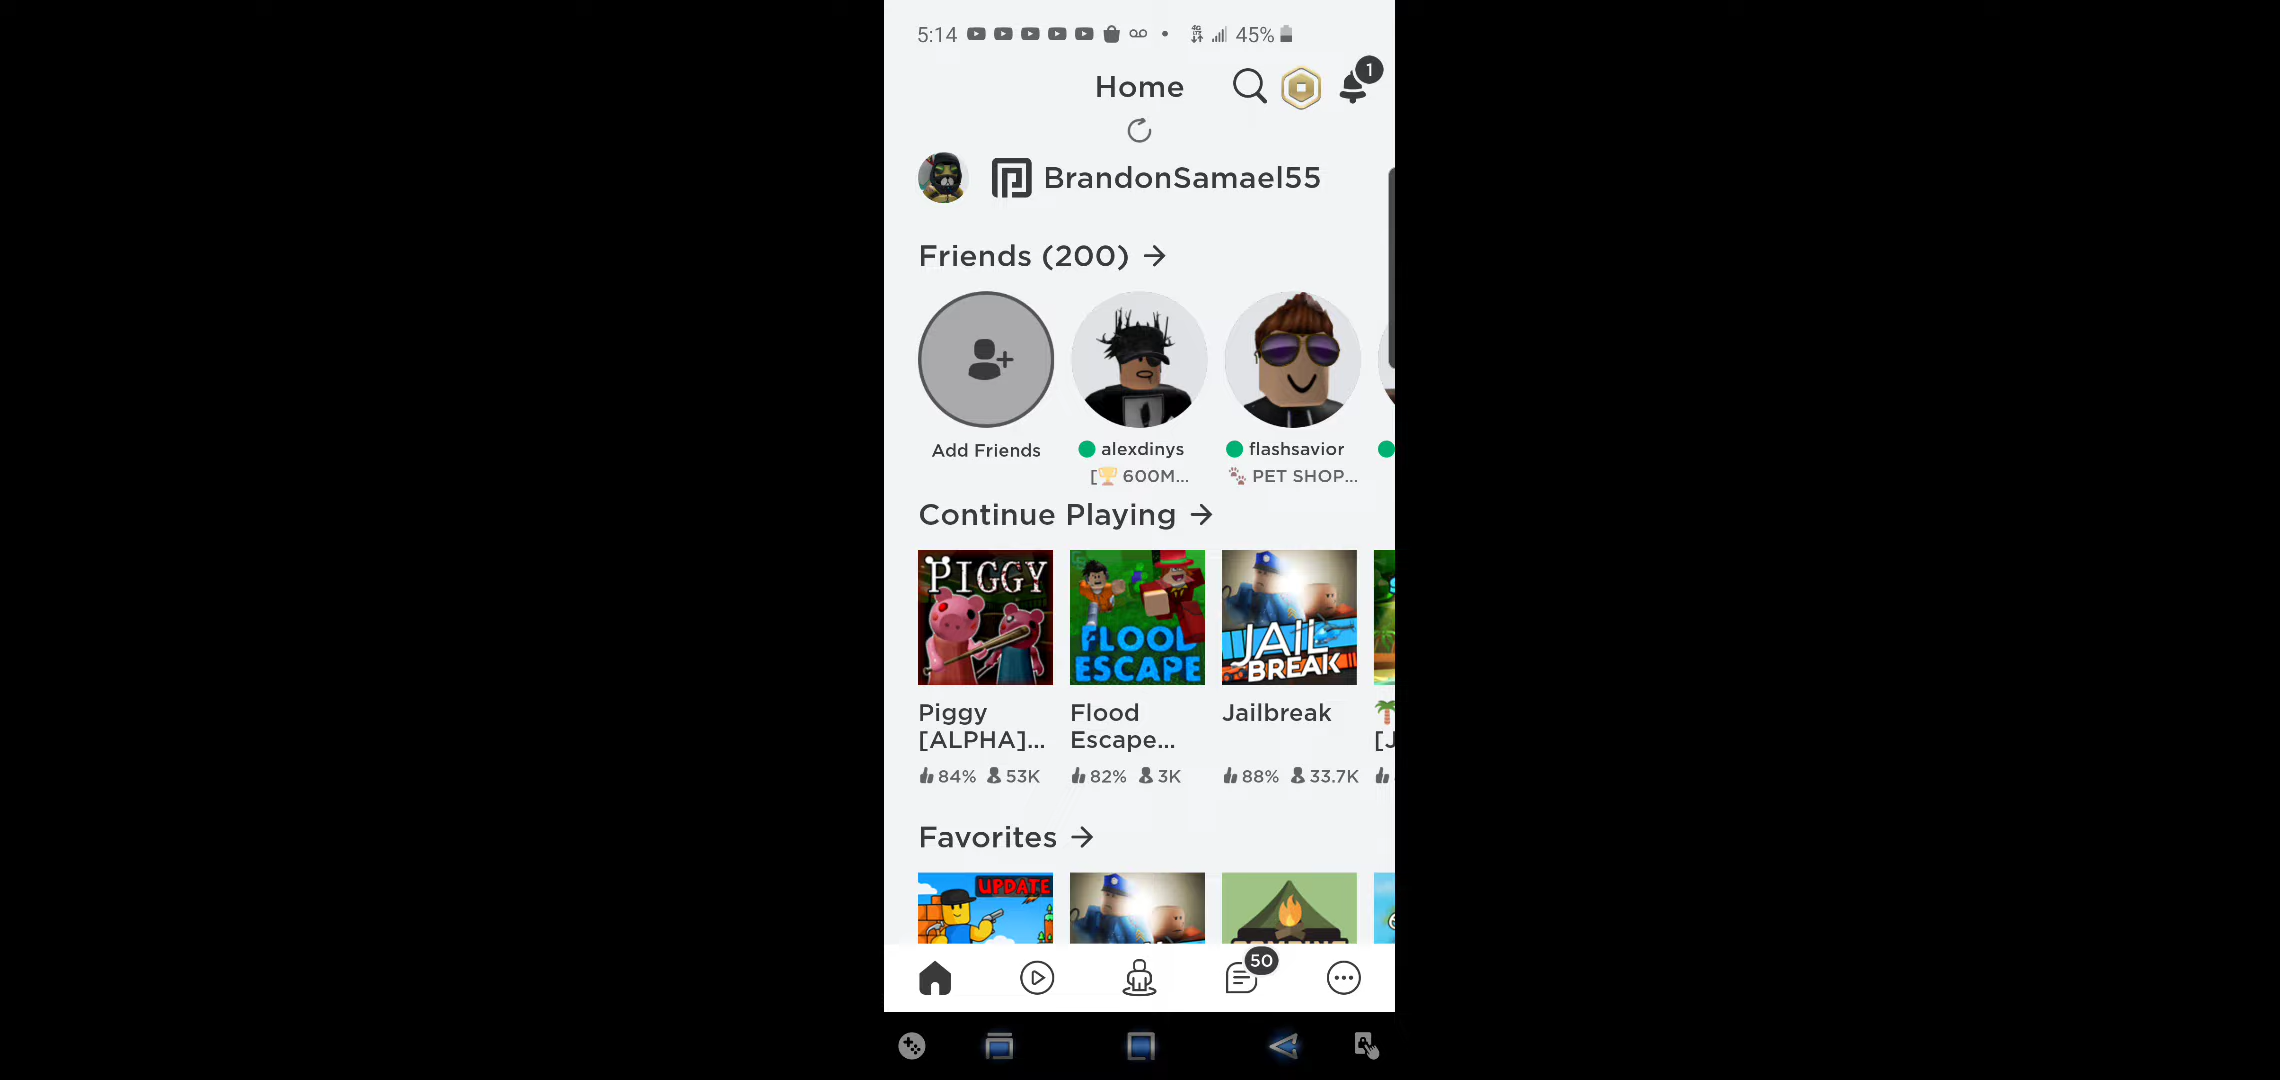 5:14 45%
Home
1
BrandonSamael55
Friends (200)
Add Friends
alexdinys
[🏆 600M...
flashsavior
🐾 PET SHOP...
Continue Playing
PIGGY
FLOOD
ESCAPE
JAIL
BREAK
Piggy
[ALPHA]...
Flood
Escape...
Jailbreak
84% 53K
82% 3K
88% 33.7K
Favorites
UPDATE
50